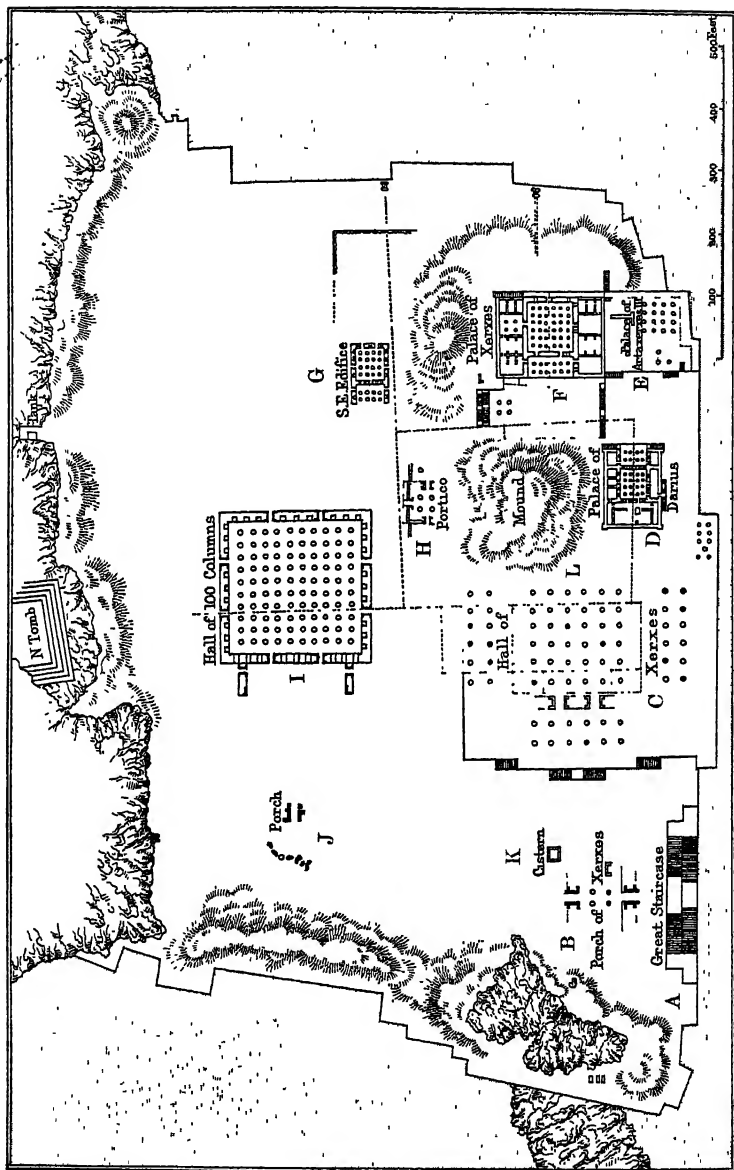 N Tomb
Tank
Hall of 100 Columns
Porch
I
G
J
S.E. Edifice
H
Portico
Palace of
Xerxes
Hall of
K
Mound
Cistern
F
B
L
Palace of
Porch of Xerxes
Palace of
Artaxerxes
Great Staircase
C
Xerxes
D
E
A
Darius
100 200 300 400 500 Feet